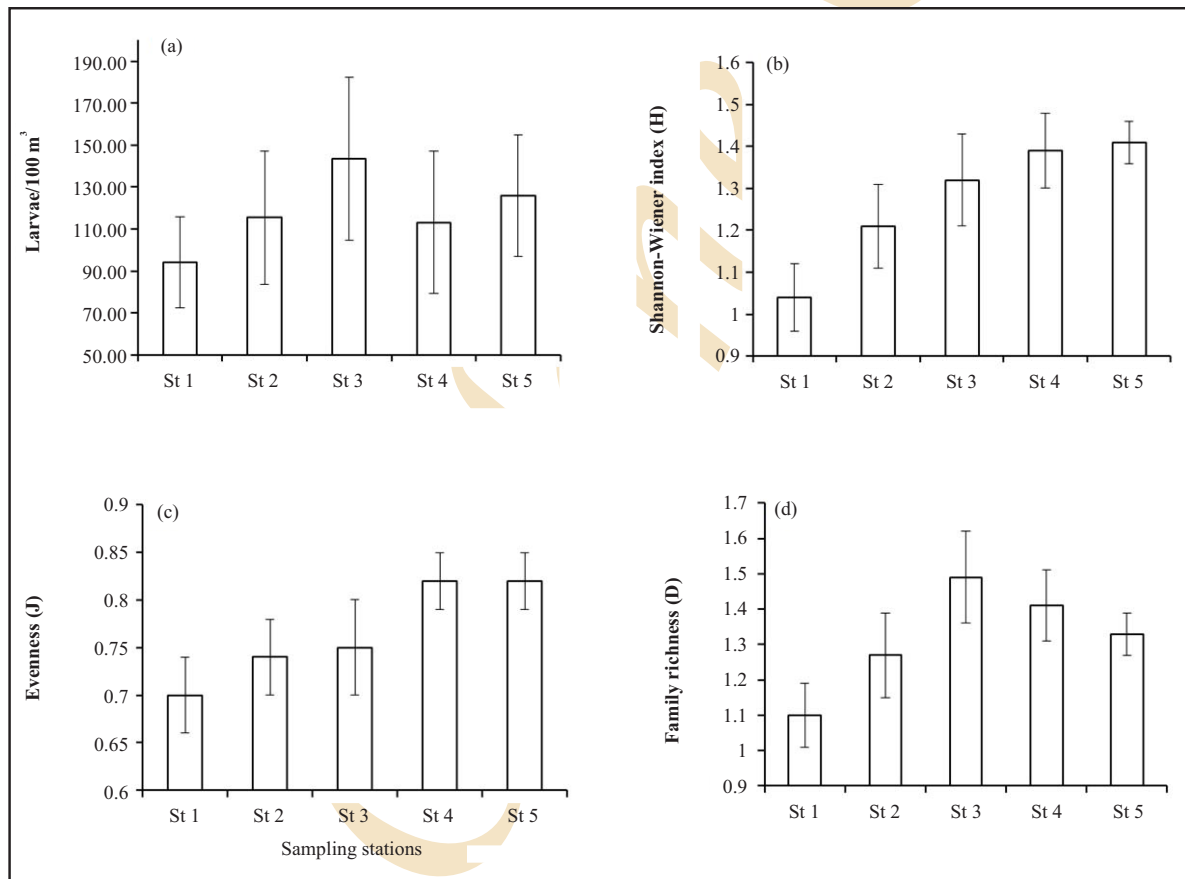 (a)
Larvae/100 m³
190.00
170.00
150.00
130.00
110.00
90.00
70.00
50.00
St 1 St 2 St 3 St 4 St 5
(b)
Shannon-Wiener index (H)
1.6
1.5
1.4
1.3
1.2
1.1
1
0.9
St 1 St 2 St 3 St 4 St 5
(c)
Evenness (J)
0.9
0.85
0.8
0.75
0.7
0.65
0.6
St 1 St 2 St 3 St 4 St 5
Sampling stations
(d)
Family richness (D)
1.7
1.6
1.5
1.4
1.3
1.2
1.1
1
0.9
St 1 St 2 St 3 St 4 St 5